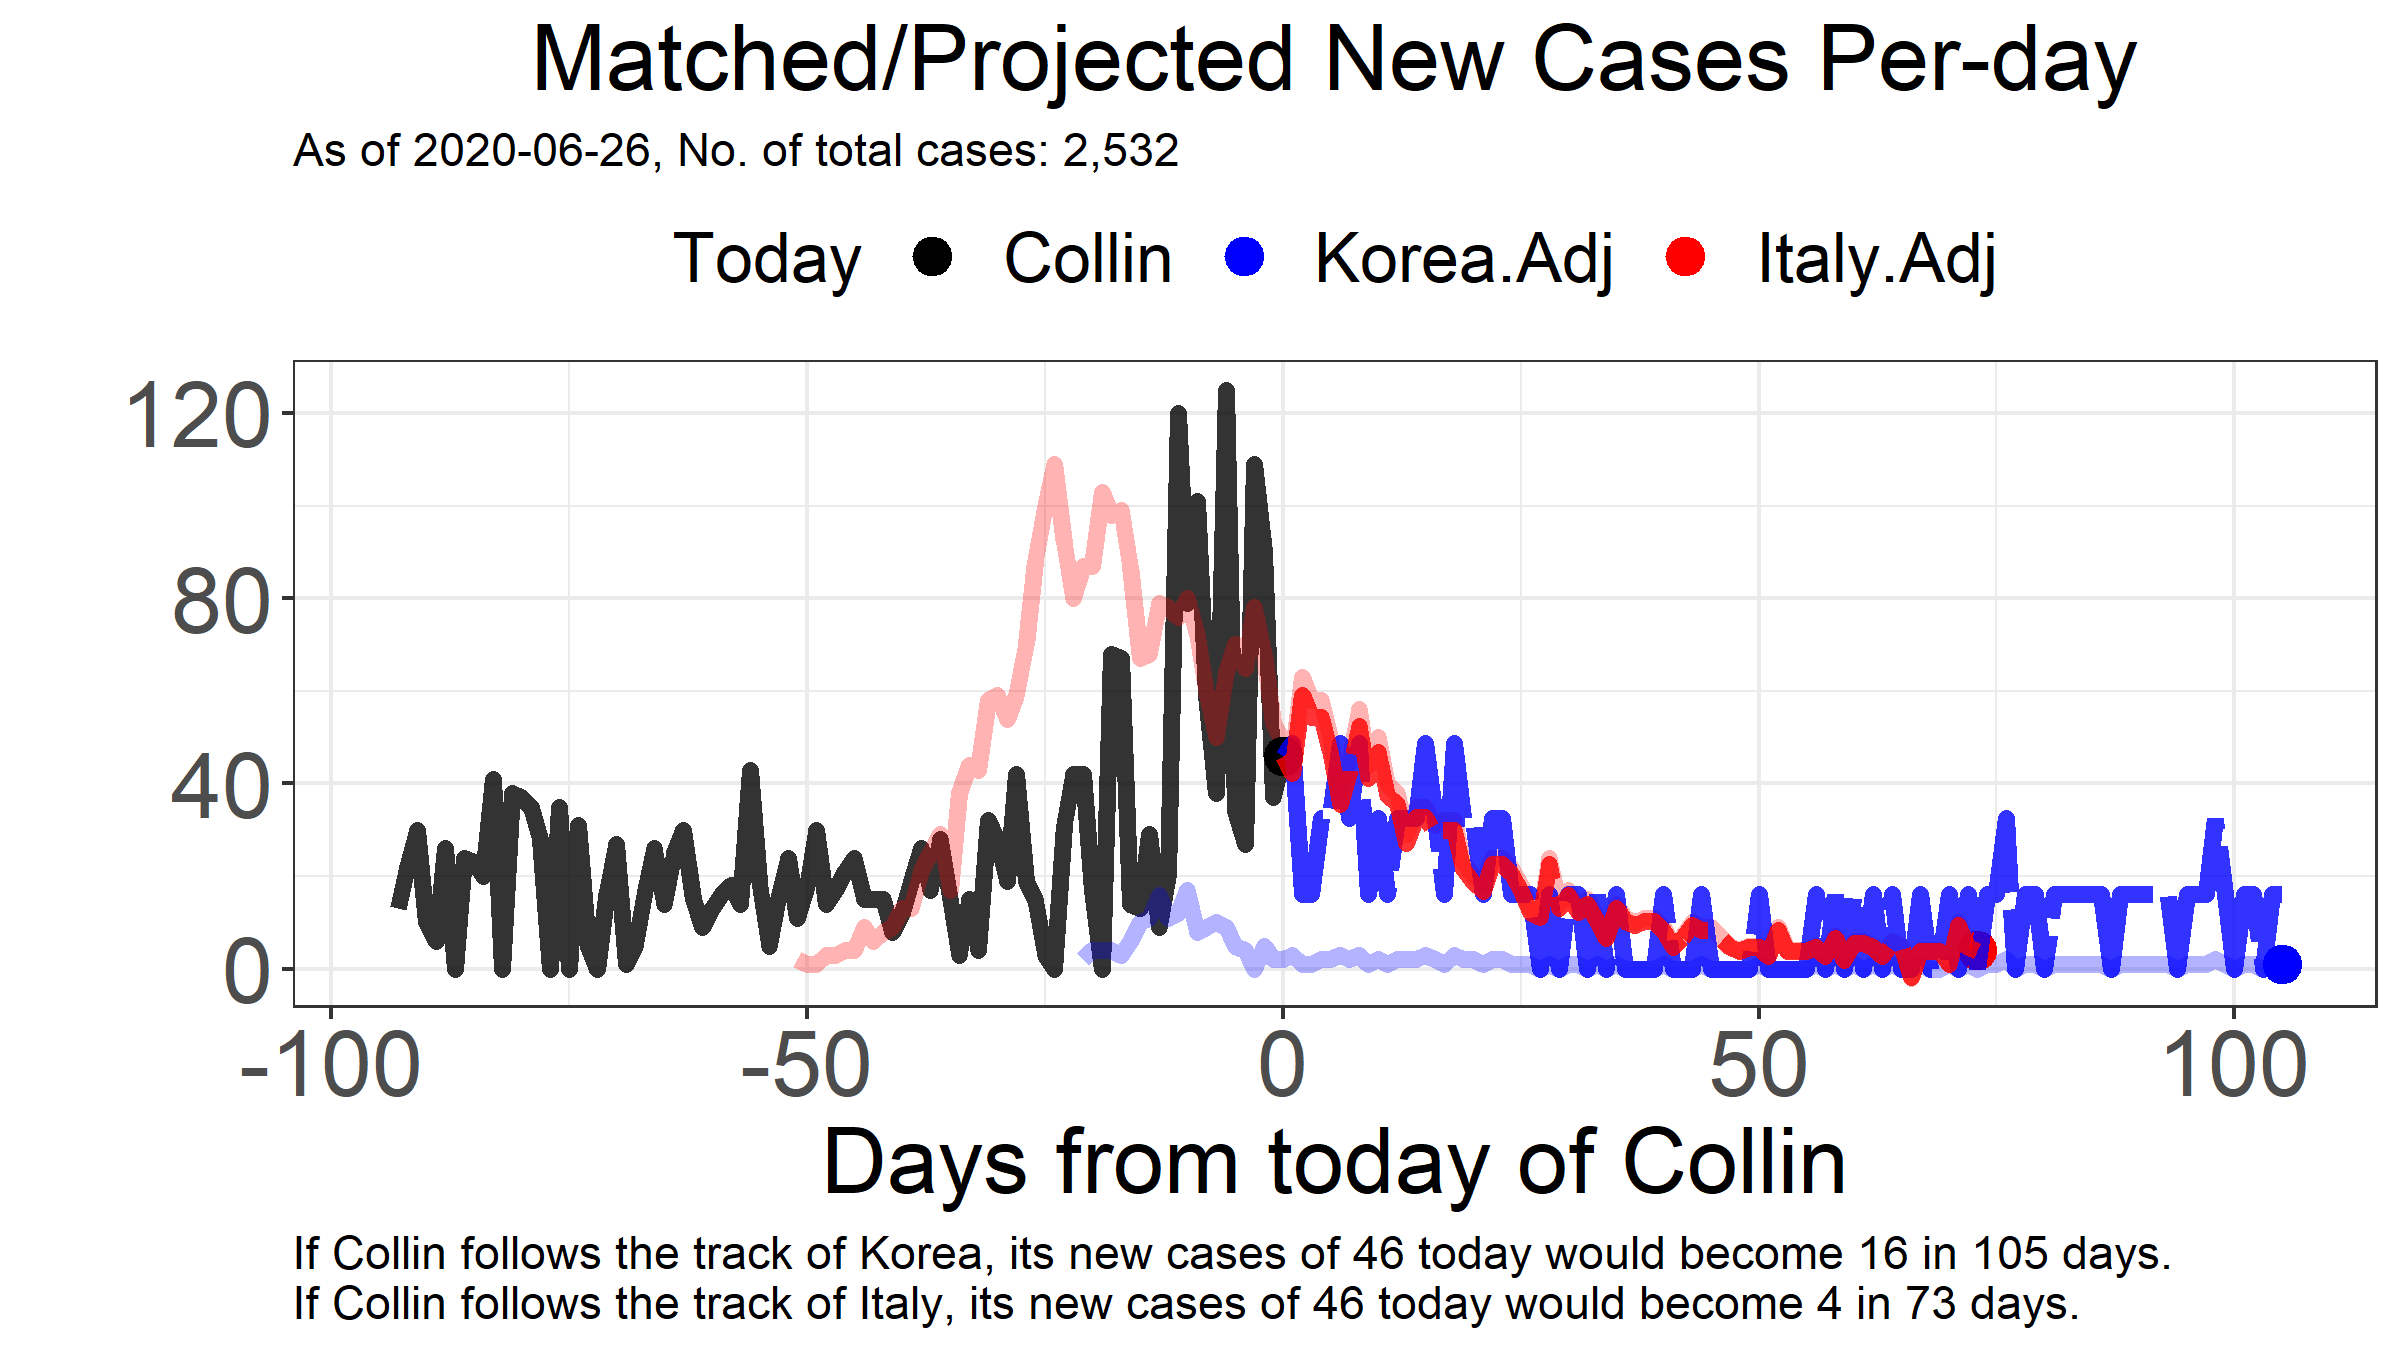 Matched/Projected New Cases Per-day
As of 2020-06-26, No. of total cases: 2,532
Today Collin Korea.Adj Italy.Adj
120
80
40
0
-100 -50 0 50 100
Days from today of Collin
If Collin follows the track of Korea, its new cases of 46 today would become 16 in 105 days.
If Collin follows the track of Italy, its new cases of 46 today would become 4 in 73 days.